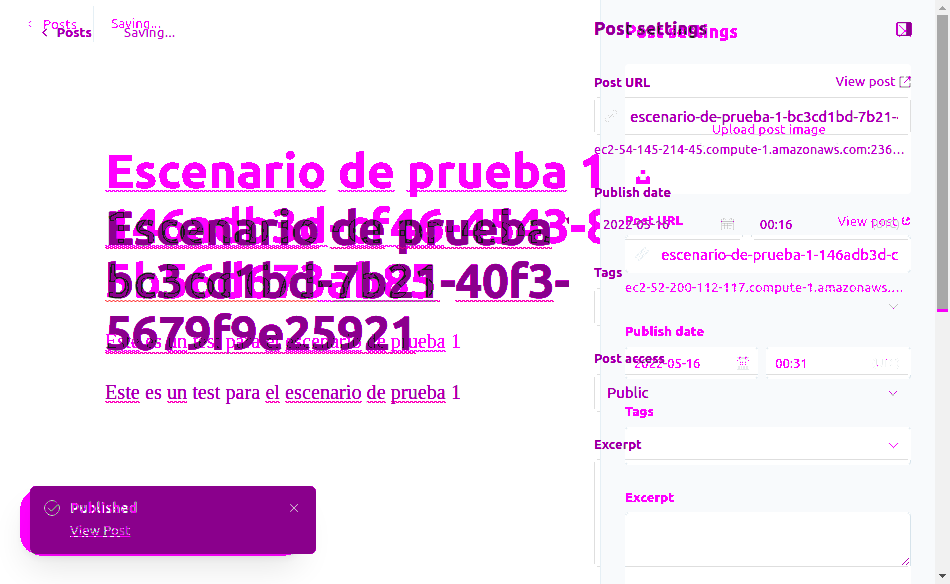 Posts
Saving...
Posts
Saving...
Post settings
Post settings
Post URL
View post
escenario-de-prueba-1-bc3cd1bd-7b21-
Upload post image
ec2-54-145-214-45.compute-1.amazonaws.com:236...
Escenario de prueba 1
Escenario de prueba
bc3cd1bd-7b21-40f3-
5679f9e25921
Publish date
2022-05-16
00:16
Post URL
View post
escenario-de-prueba-1-146adb3d-c
Tags
ec2-52-200-112-117.compute-1.amazonaws....
Publish date
Este es un test para el escenario de prueba 1
Post access
2022-05-16
00:31
Este es un test para el escenario de prueba 1
Public
Tags
Excerpt
Excerpt
Published
View Post